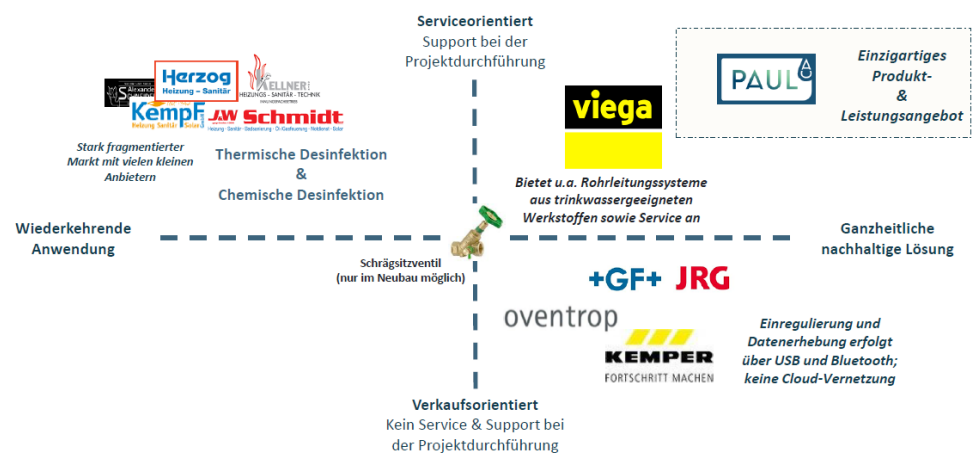 Serviceorientiert
Support bei der
Projektdurchführung
Herzog
Heizung – Sanitär
KELLNER
HEIZUNGS - SANITÄR - TECHNIK
Kempf
Heizung Sanitär Solar
J&W Schmidt
Stark fragmentierter
Markt mit vielen kleinen
Anbietern
Thermische Desinfektion
&
Chemische Desinfektion
viega
Bietet u.a. Rohrleitungssysteme
aus trinkwassergeeigneten
Werkstoffen sowie Service an
PAUL
Einzigartiges
Produkt-
&
Leistungsangebot
Wiederkehrende
Anwendung
Schrägsitzventil
(nur im Neubau möglich)
Ganzheitliche
nachhaltige Lösung
+GF+ JRG
oventrop
KEMPER
FORTSCHRITT MACHEN
Einregulierung und
Datenerhebung erfolgt
über USB und Bluetooth;
keine Cloud-Vernetzung
Verkaufsorientiert
Kein Service & Support bei
der Projektdurchführung